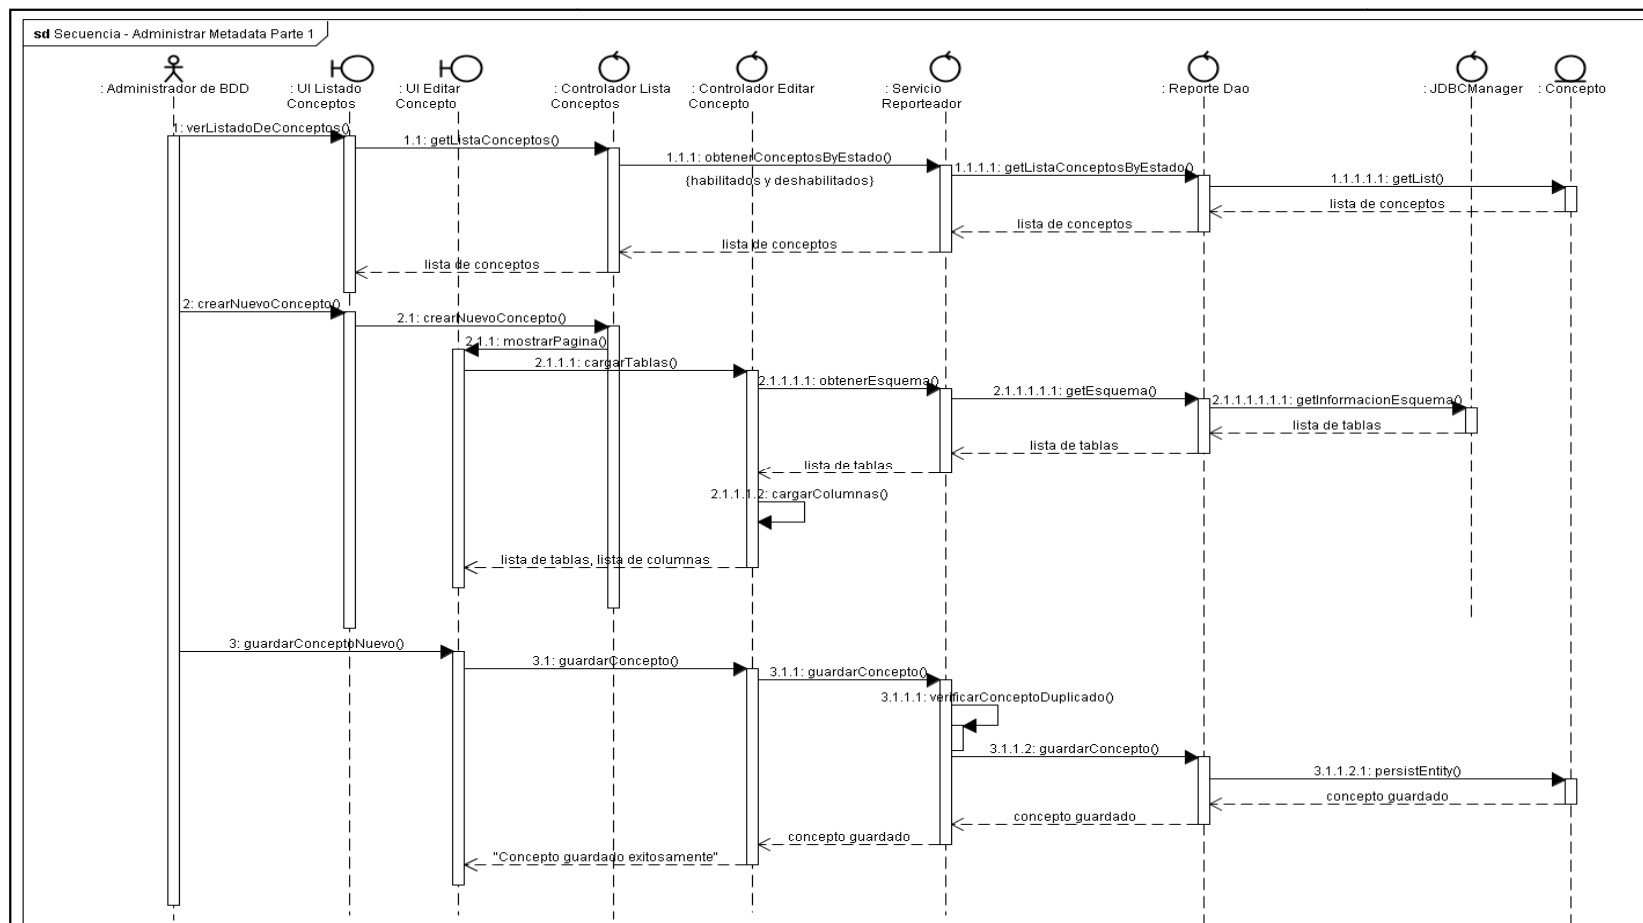 sd Secuencia - Administrar Metadata Parte 1
: Administrador de BDD
: UI Listado
Conceptos
: UI Editar
Concepto
: Controlador Lista
Conceptos
: Controlador Editar
Concepto
: Servicio
Reporteador
: Reporte Dao
: JDBCManager
: Concepto
1: verListadoDeConceptos()
1.1: getListaConceptos()
1.1.1: obtenerConceptosByEstado()
{habilitados y deshabilitados}
1.1.1.1: getListaConceptosByEstado()
1.1.1.1.1: getList()
lista de conceptos
lista de conceptos
lista de conceptos
lista de conceptos
2: crearNuevoConcepto()
2.1: crearNuevoConcepto()
2.1.1: mostrarPagina()
2.1.1.1: cargarTablas()
2.1.1.1.1: obtenerEsquema()
2.1.1.1.1.1: getEsquema()
2.1.1.1.1.1.1: getInformacionEsquema()
lista de tablas
lista de tablas
lista de tablas
2.1.1.1.2: cargarColumnas()
lista de tablas, lista de columnas
3: guardarConceptoNuevo()
3.1: guardarConcepto()
3.1.1: guardarConcepto()
3.1.1.1: verificarConceptoDuplicado()
3.1.1.2: guardarConcepto()
3.1.1.2.1: persistEntity()
concepto guardado
concepto guardado
concepto guardado
"Concepto guardado exitosamente"